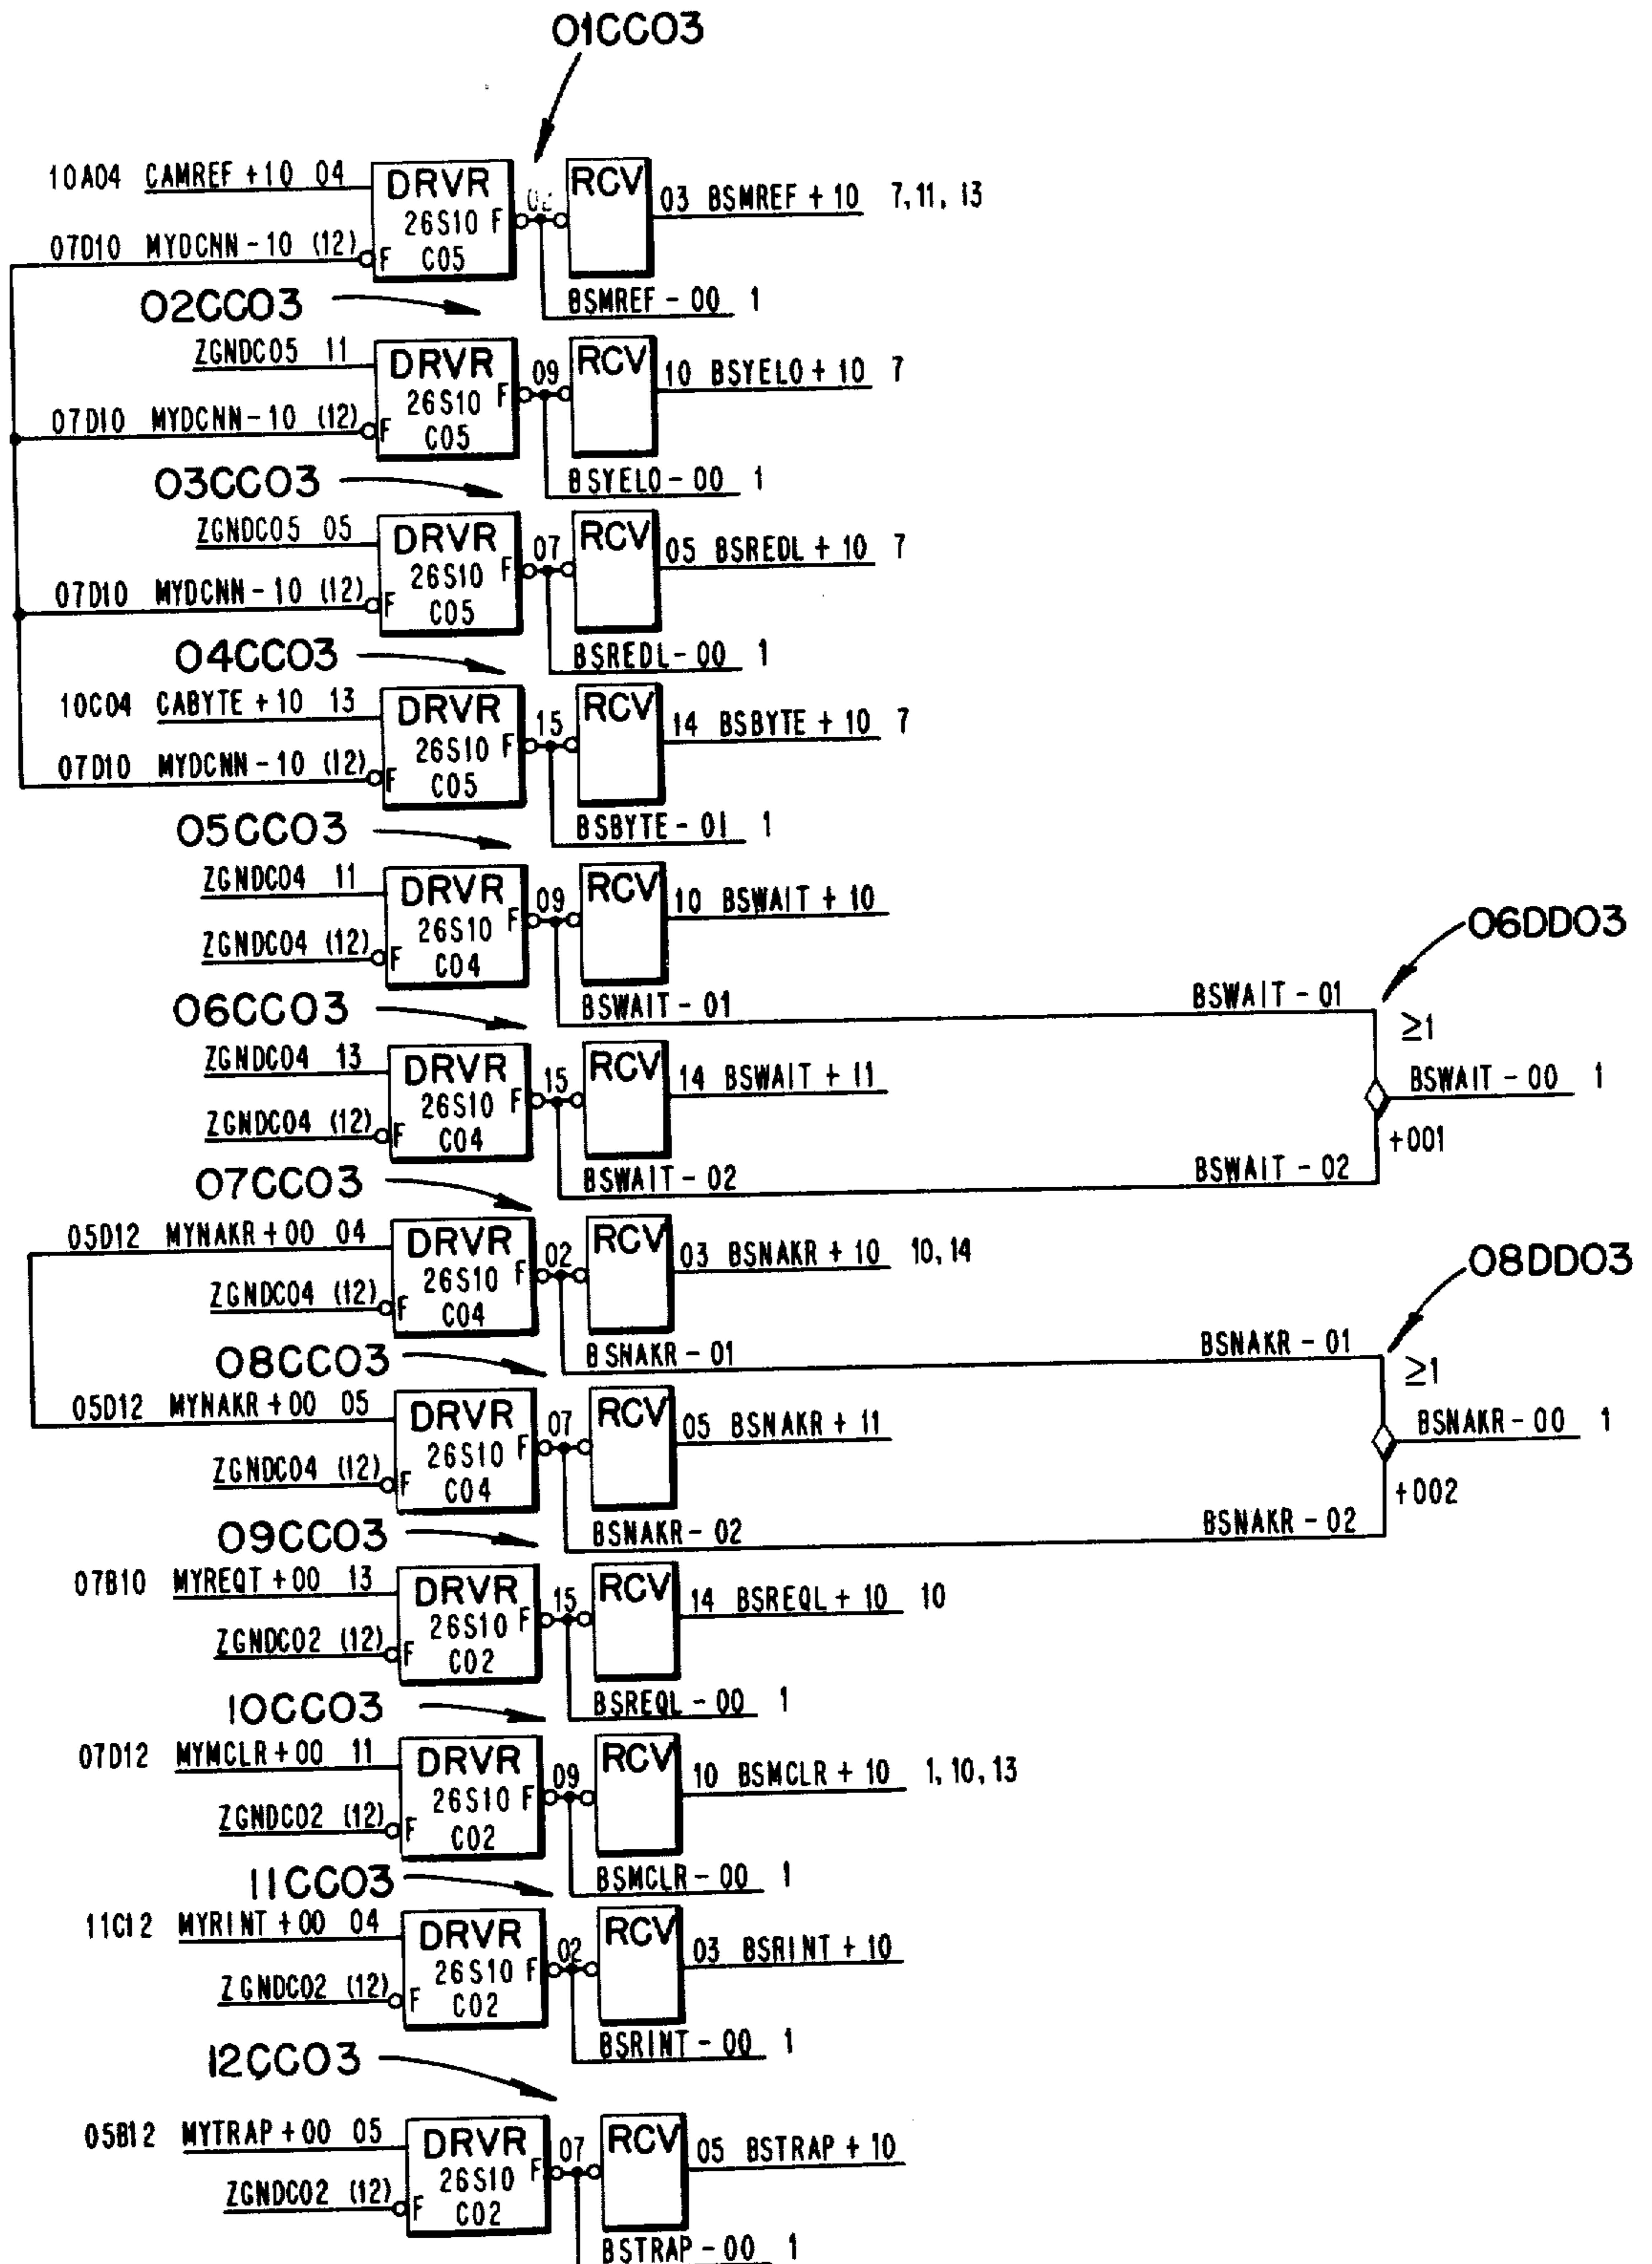 01CC03
10A04 CAMREF +10 04 DRVR RCV 03 BSMREF + 10 7, 11, 13
26S10 F
07D10 MYDCNN - 10 (12) F C05
BSMREF - 00 1
02CC03
ZGNDC05 11 DRVR 09 RCV 10 BSYELO + 10 7
26S10 F
07D10 MYDCNN - 10 (12) F C05
BSYELO - 00 1
03CC03
ZGNDC05 05 DRVR 07 RCV 05 BSREDL + 10 7
26S10 F
07D10 MYDCNN - 10 (12) F C05
BSREDL - 00 1
04CC03
10C04 CABYTE + 10 13 DRVR 15 RCV 14 BSBYTE + 10 7
26S10 F
07D10 MYDCNN - 10 (12) F C05
BSBYTE - 01 1
05CC03
ZGNDC04 11 DRVR 09 RCV 10 BSWAIT + 10
26S10 F
ZGNDC04 (12) F C04
06DD03
BSWAIT - 01 BSWAIT - 01
≥1
06CC03
ZGNDC04 13 DRVR 15 RCV 14 BSWAIT + 11
26S10 F
BSWAIT - 00 1
ZGNDC04 (12) F C04
+001
BSWAIT - 02 BSWAIT - 02
07CC03
05D12 MYNAKR + 00 04 DRVR 02 RCV 03 BSNAKR + 10 10, 14
26S10 F
ZGNDC04 (12) F C04
08DD03
BSNAKR - 01 BSNAKR - 01
≥1
08CC03
05D12 MYNAKR + 00 05 DRVR 07 RCV 05 BSNAKR + 11
26S10 F
BSNAKR - 00 1
ZGNDC04 (12) F C04
+002
BSNAKR - 02 BSNAKR - 02
09CC03
07B10 MYREQT + 00 13 DRVR 15 RCV 14 BSREQL + 10 10
26S10 F
ZGNDC02 (12) F C02
BSREQL - 00 1
10CC03
07D12 MYMCLR + 00 11 DRVR 09 RCV 10 BSMCLR + 10 1, 10, 13
26S10 F
ZGNDC02 (12) F C02
BSMCLR - 00 1
11CC03
11C12 MYRINT + 00 04 DRVR 02 RCV 03 BSRINT + 10
26S10 F
ZGNDC02 (12) F C02
BSRINT - 00 1
12CC03
05B12 MYTRAP + 00 05 DRVR 07 RCV 05 BSTRAP + 10
26S10 F
ZGNDC02 (12) F C02
BSTRAP - 00 1